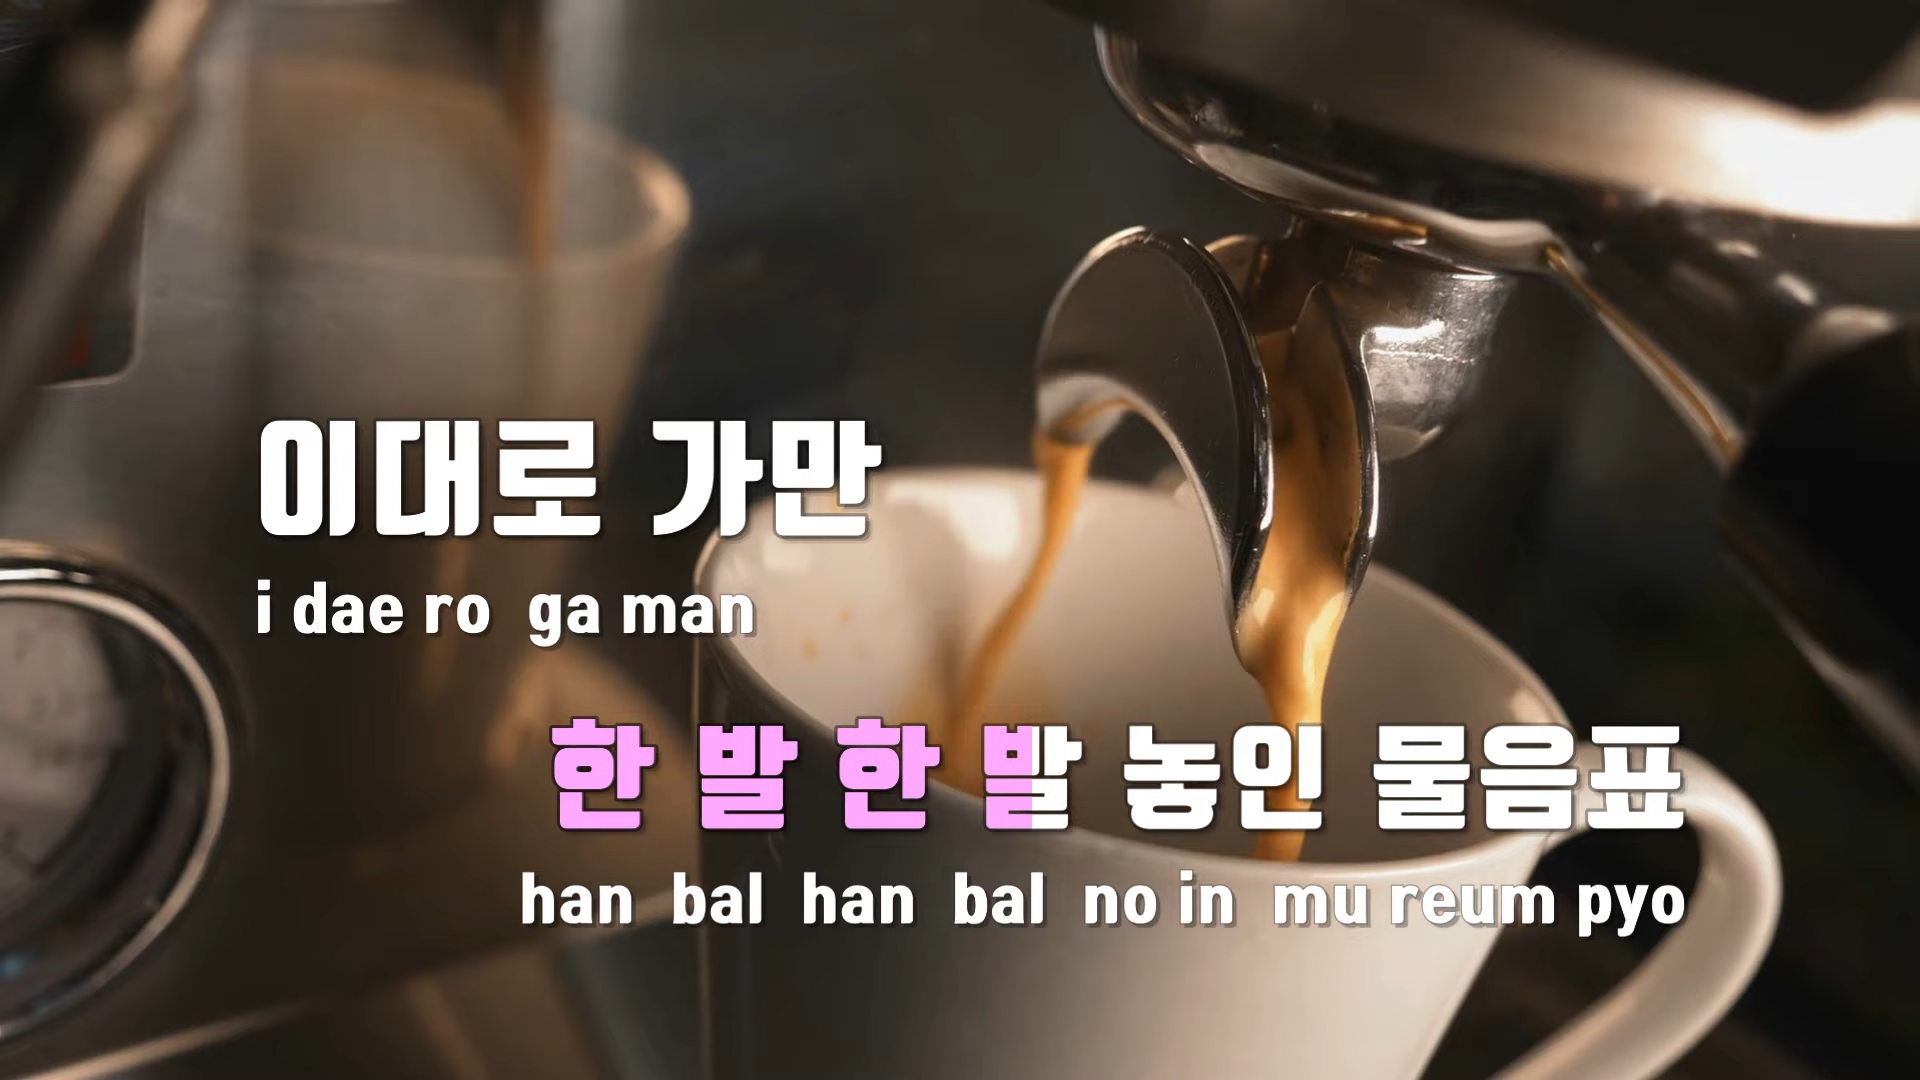 이대로 가만
i dae ro ga man
한 발 한 발 놓인 물음표
han bal han bal no in mu reum pyo